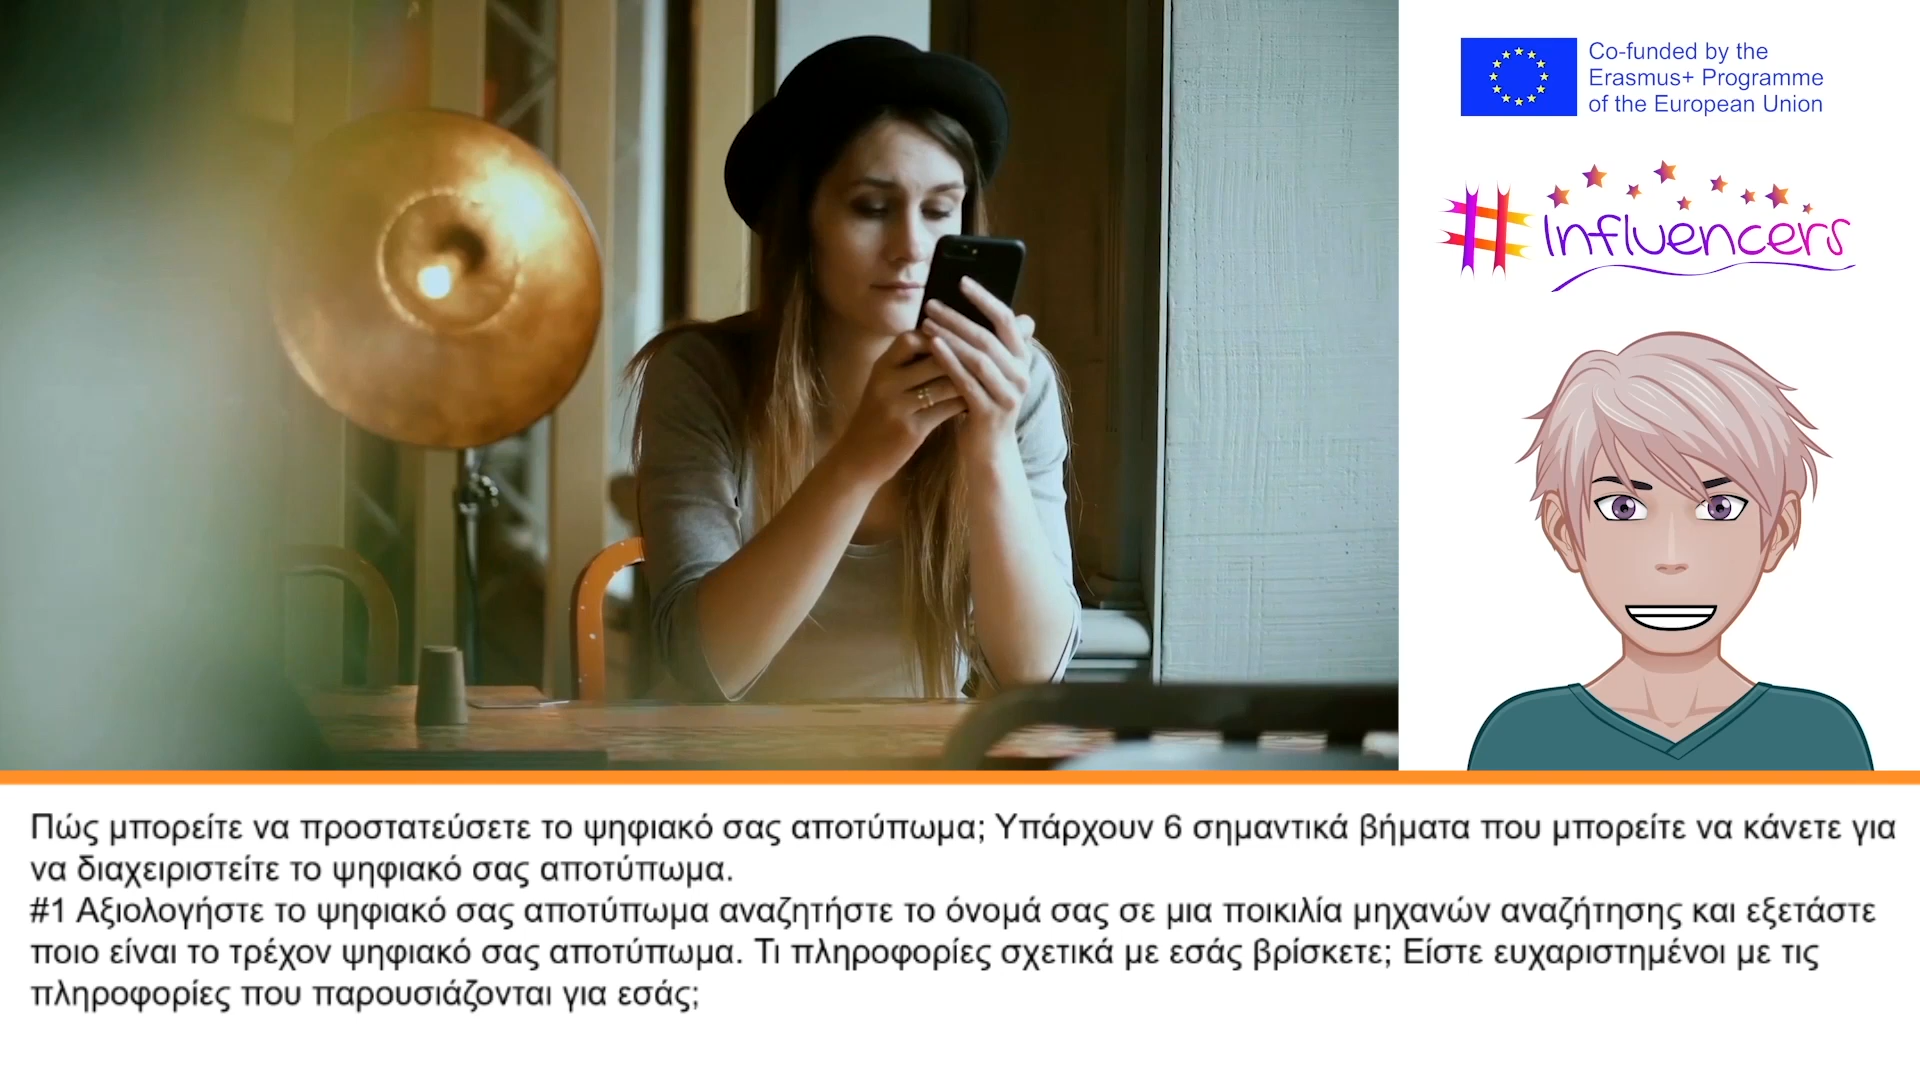 Co-funded by the
Erasmus+ Programme
of the European Union
#Influencers
Πώς μπορείτε να προστατεύσετε το ψηφιακό σας αποτύπωμα; Υπάρχουν 6 σημαντικά βήματα που μπορείτε να κάνετε για
να διαχειριστείτε το ψηφιακό σας αποτύπωμα.
#1 Αξιολογήστε το ψηφιακό σας αποτύπωμα αναζητήστε το όνομά σας σε μια ποικιλία μηχανών αναζήτησης και εξετάστε
ποιο είναι το τρέχον ψηφιακό σας αποτύπωμα. Τι πληροφορίες σχετικά με εσάς βρίσκετε; Είστε ευχαριστημένοι με τις
πληροφορίες που παρουσιάζονται για εσάς;